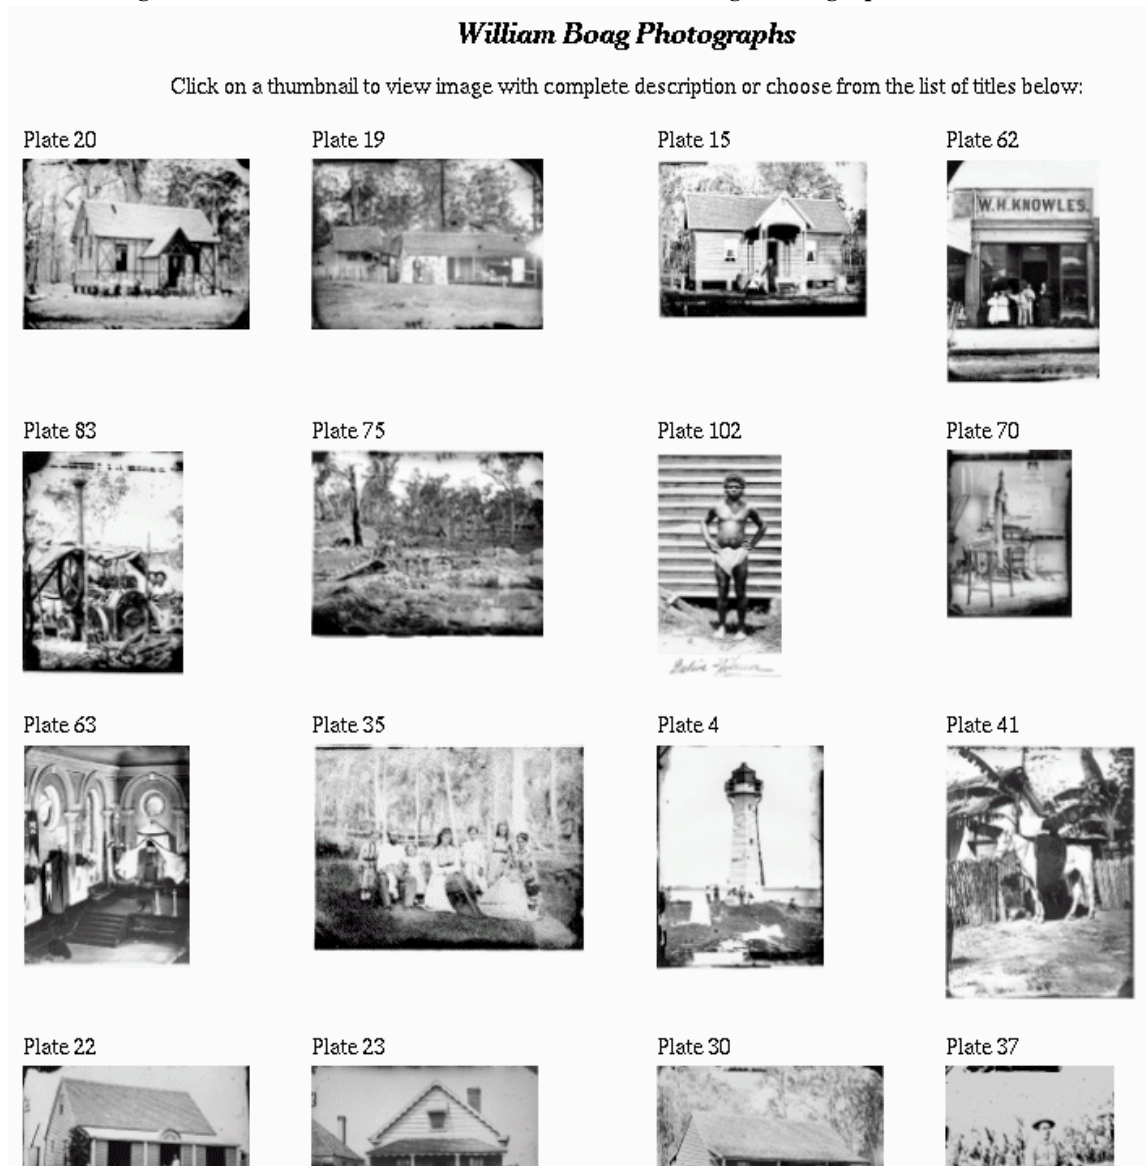 William Boag Photographs
Click on a thumbnail to view image with complete description or choose from the list of titles below:
Plate 20
Plate 19
Plate 15
Plate 62
W.H.KNOWLES.
Plate 83
Plate 75
Plate 102
Plate 70
Plate 63
Plate 35
Plate 4
Plate 41
Plate 22
Plate 23
Plate 30
Plate 37